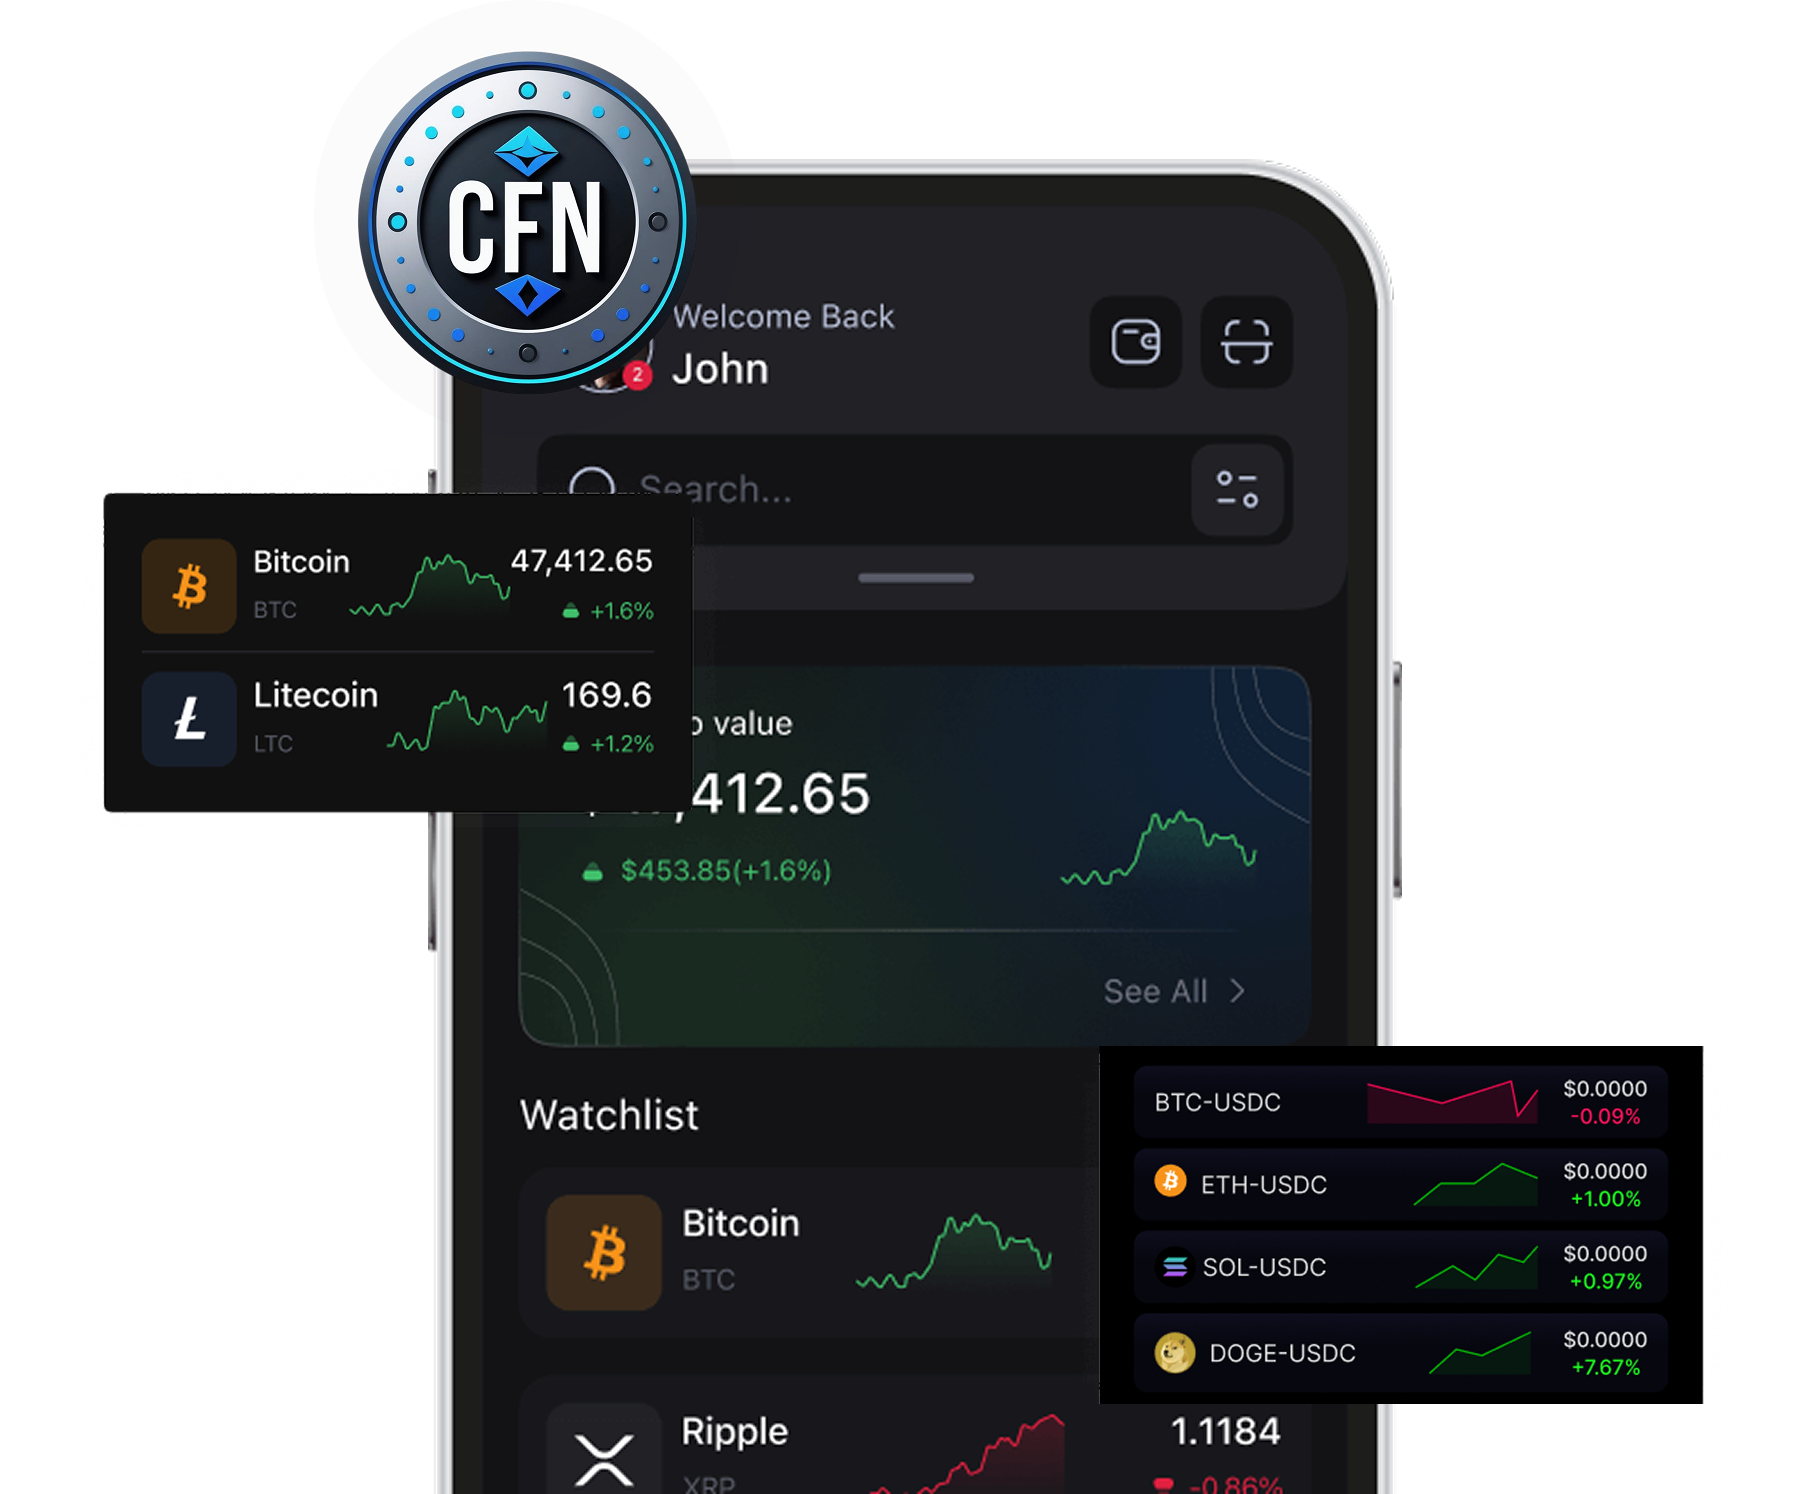 CFN
Welcome Back
John
2
Search...
Bitcoin
47,412.65
BTC
+1.6%
Litecoin
169.6
LTC
+1.2%
value
,412.65
$453.85(+1.6%)
See All
Watchlist
Bitcoin
BTC
Ripple
1.1184
XRP
-0.86%
BTC-USDC
$0.0000
-0.09%
ETH-USDC
$0.0000
+1.00%
SOL-USDC
$0.0000
+0.97%
DOGE-USDC
$0.0000
+7.67%